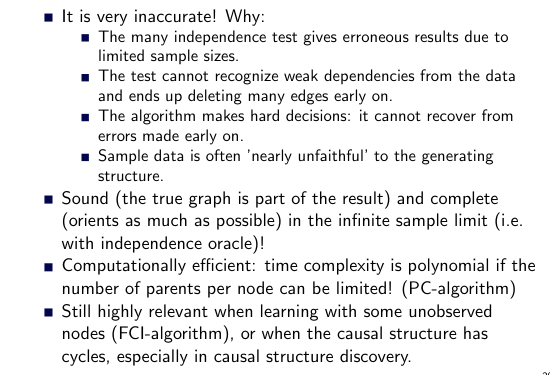 It is very inaccurate! Why:
The many independence test gives erroneous results due to
limited sample sizes.
The test cannot recognize weak dependencies from the data
and ends up deleting many edges early on.
The algorithm makes hard decisions: it cannot recover from
errors made early on.
Sample data is often 'nearly unfaithful' to the generating
structure.
Sound (the true graph is part of the result) and complete
(orients as much as possible) in the infinite sample limit (i.e.
with independence oracle)!
Computationally efficient: time complexity is polynomial if the
number of parents per node can be limited! (PC-algorithm)
Still highly relevant when learning with some unobserved
nodes (FCI-algorithm), or when the causal structure has
cycles, especially in causal structure discovery.